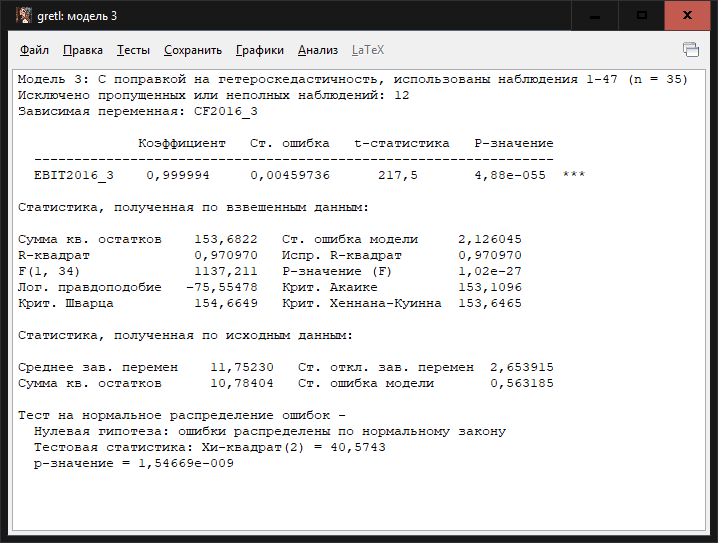 gretl: модель 3
Файл Правка Тесты Сохранить Графики Анализ LaTeX
Модель 3: С поправкой на гетероскедастичность, использованы наблюдения 1-47 (n = 35)
Исключено пропущенных или неполных наблюдений: 12
Зависимая переменная: CF2016_3
Коэффициент Ст. ошибка t-статистика P-значение
---------------------------------------------------------------
EBIT2016_3 0,999994 0,00459736 217,5 4,88e-055 ***
Статистика, полученная по взвешенным данным:
Сумма кв. остатков 153,6822 Ст. ошибка модели 2,126045
R-квадрат 0,970970 Испр. R-квадрат 0,970970
F(1, 34) 1137,211 P-значение (F) 1,02e-27
Лог. правдоподобие -75,55478 Крит. Акаике 153,1096
Крит. Шварца 154,6649 Крит. Хеннана-Куинна 153,6465
Статистика, полученная по исходным данным:
Среднее зав. перемен 11,75230 Ст. откл. зав. перемен 2,653915
Сумма кв. остатков 10,78404 Ст. ошибка модели 0,563185
Тест на нормальное распределение ошибок -
Нулевая гипотеза: ошибки распределены по нормальному закону
Тестовая статистика: Хи-квадрат(2) = 40,5743
р-значение = 1,54669e-009